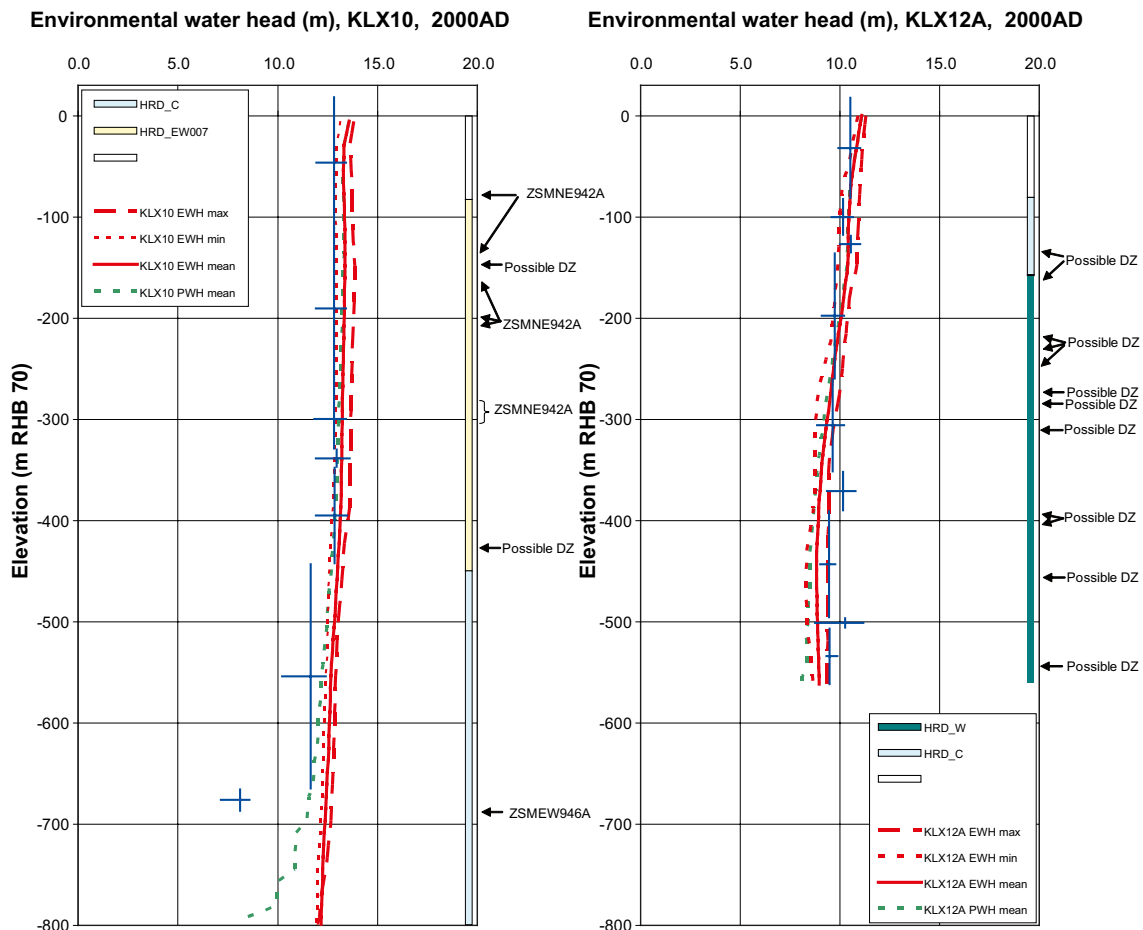 Environmental water head (m), KLX10, 2000AD
0.0 5.0 10.0 15.0 20.0
HRD_C
HRD_EW007
KLX10 EWH max
KLX10 EWH min
KLX10 EWH mean
KLX10 PWH mean
0
-100
-200
-300
-400
-500
-600
-700
-800
Elevation (m RHB 70)
ZSMNE942A
Possible DZ
ZSMNE942A
ZSMNE942A
Possible DZ
ZSMEW946A
Environmental water head (m), KLX12A, 2000AD
0.0 5.0 10.0 15.0 20.0
0
-100
-200
-300
-400
-500
-600
-700
-800
Elevation (m RHB 70)
Possible DZ
Possible DZ
Possible DZ
Possible DZ
Possible DZ
Possible DZ
Possible DZ
Possible DZ
HRD_W
HRD_C
KLX12A EWH max
KLX12A EWH min
KLX12A EWH mean
KLX12A PWH mean